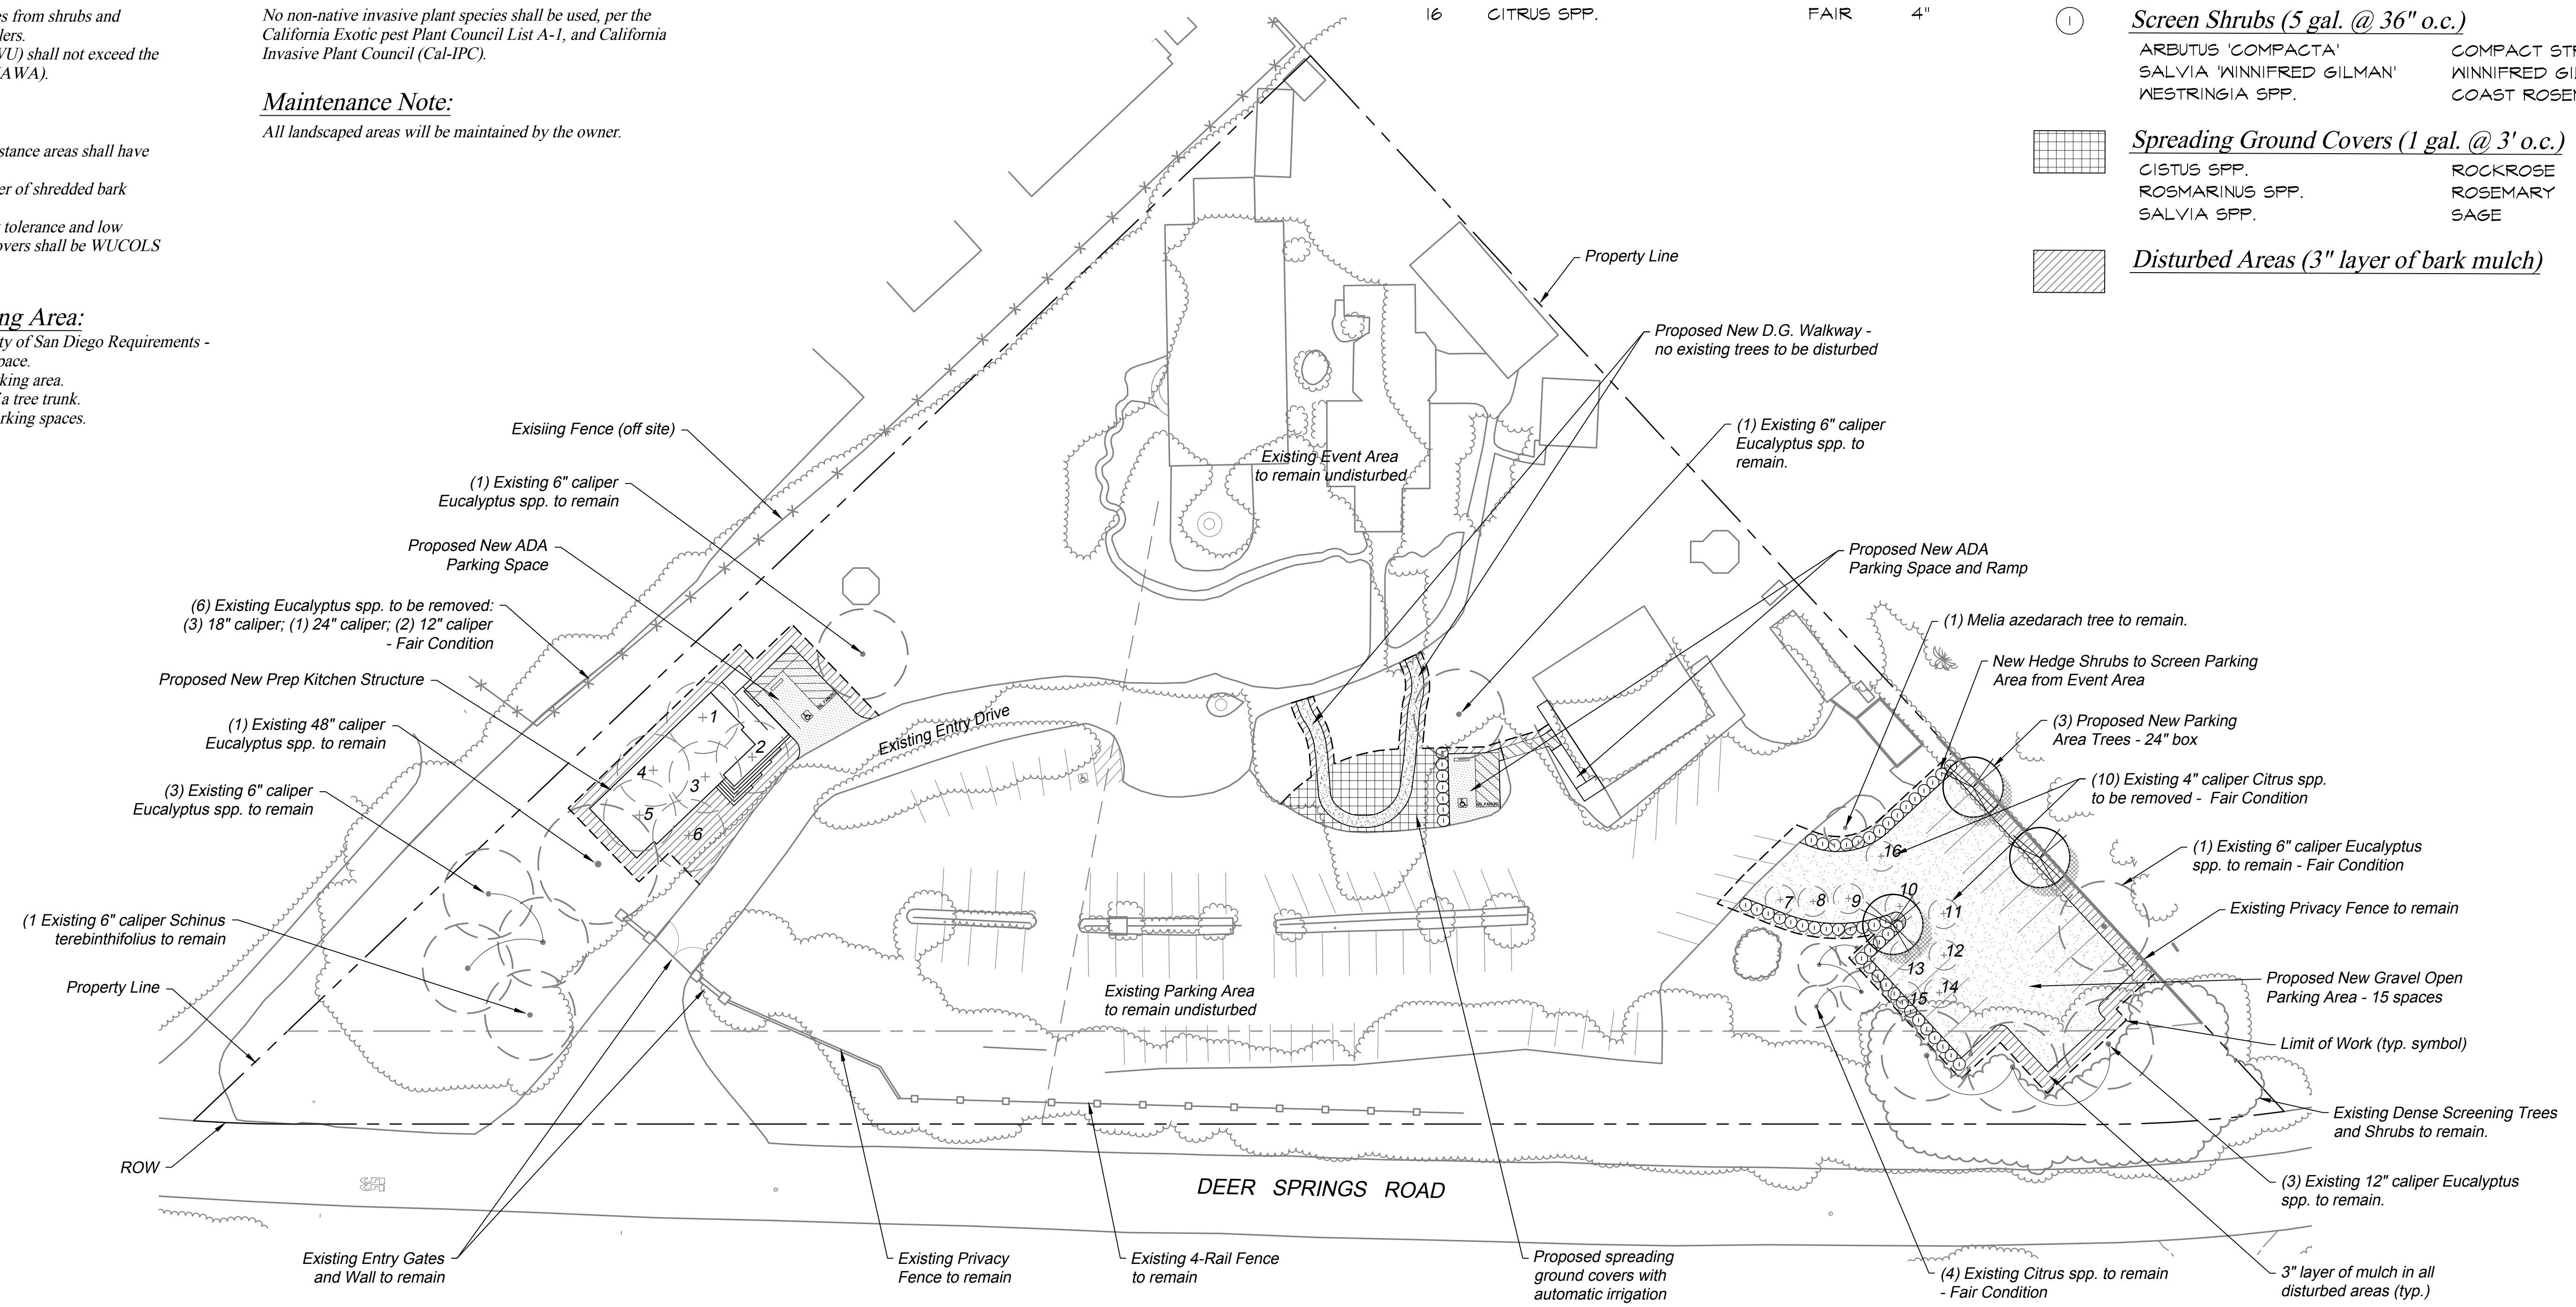 es from shrubs and
lers.
WU) shall not exceed the
(AWA).
stance areas shall have
er of shredded bark
t tolerance and low
overs shall be WUCOLS
ng Area:
ty of San Diego Requirements -
pace.
king area.
f a tree trunk.
rking spaces.
No non-native invasive plant species shall be used, per the
California Exotic pest Plant Council List A-1, and California
Invasive Plant Council (Cal-IPC).
Maintenance Note:
All landscaped areas will be maintained by the owner.
16 CITRUS SPP. FAIR 4"
1
Screen Shrubs (5 gal. @ 36" o.c.)
ARBUTUS 'COMPACTA' COMPACT STR
SALVIA 'WINNIFRED GILMAN' WINNIFRED GI
WESTRINGIA SPP. COAST ROSEM
Spreading Ground Covers (1 gal. @ 3' o.c.)
CISTUS SPP. ROCKROSE
ROSMARINUS SPP. ROSEMARY
SALVIA SPP. SAGE
Disturbed Areas (3" layer of bark mulch)
Property Line
Proposed New D.G. Walkway -
no existing trees to be disturbed
(1) Existing 6" caliper
Eucalyptus spp. to
remain.
Existing Event Area
to remain undisturbed
Exisiing Fence (off site)
(1) Existing 6" caliper
Eucalyptus spp. to remain
Proposed New ADA
Parking Space
(6) Existing Eucalyptus spp. to be removed:
(3) 18" caliper; (1) 24" caliper; (2) 12" caliper
- Fair Condition
Proposed New Prep Kitchen Structure
(1) Existing 48" caliper
Eucalyptus spp. to remain
(3) Existing 6" caliper
Eucalyptus spp. to remain
(1 Existing 6" caliper Schinus
terebinthifolius to remain
Property Line
ROW
1
2
3
4
5
6
Existing Entry Drive
Proposed New ADA
Parking Space and Ramp
(1) Melia azedarach tree to remain.
New Hedge Shrubs to Screen Parking
Area from Event Area
(3) Proposed New Parking
Area Trees - 24" box
(10) Existing 4" caliper Citrus spp.
to be removed - Fair Condition
(1) Existing 6" caliper Eucalyptus
spp. to remain - Fair Condition
Existing Privacy Fence to remain
Proposed New Gravel Open
Parking Area - 15 spaces
Limit of Work (typ. symbol)
Existing Dense Screening Trees
and Shrubs to remain.
(3) Existing 12" caliper Eucalyptus
spp. to remain.
16
7
8
9
10
11
12
13
14
15
Existing Parking Area
to remain undisturbed
DEER SPRINGS ROAD
Existing Entry Gates
and Wall to remain
Existing Privacy
Fence to remain
Existing 4-Rail Fence
to remain
Proposed spreading
ground covers with
automatic irrigation
(4) Existing Citrus spp. to remain
- Fair Condition
3" layer of mulch in all
disturbed areas (typ.)